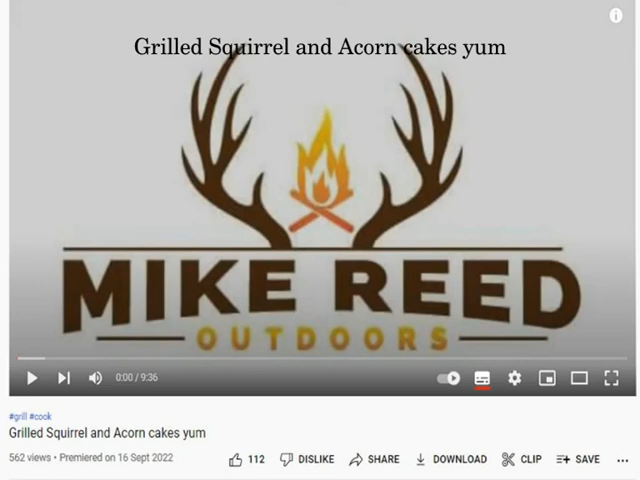 Grilled Squirrel and Acorn cakes yum
MIKE REED
OUTDOORS
0:00 / 9:36
#grill #cook
Grilled Squirrel and Acorn cakes yum
562 views • Premiered on 16 Sept 2022
112 DISLIKE SHARE DOWNLOAD CLIP SAVE ...